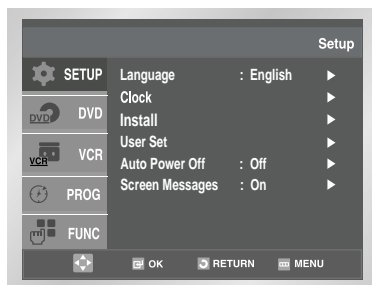 Setup
SETUP
Language : English ►
Clock ►
DVD DVD
Install ►
User Set ►
VCR VCR
Auto Power Off : Off ►
Screen Messages : On ►
PROG
FUNC
OK RETURN MENU